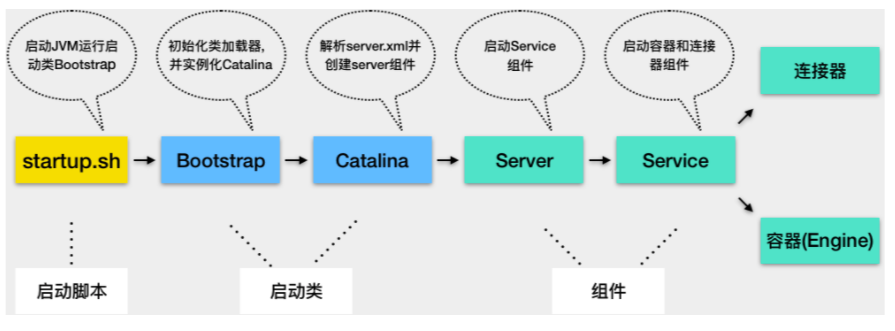 启动JVM运行启
动类Bootstrap
初始化类加载器,
并实例化Catalina
解析server.xml并
创建server组件
启动Service
组件
启动容器和连接
器组件
连接器
startup.sh
Bootstrap
Catalina
Server
Service
容器(Engine)
启动脚本
启动类
组件